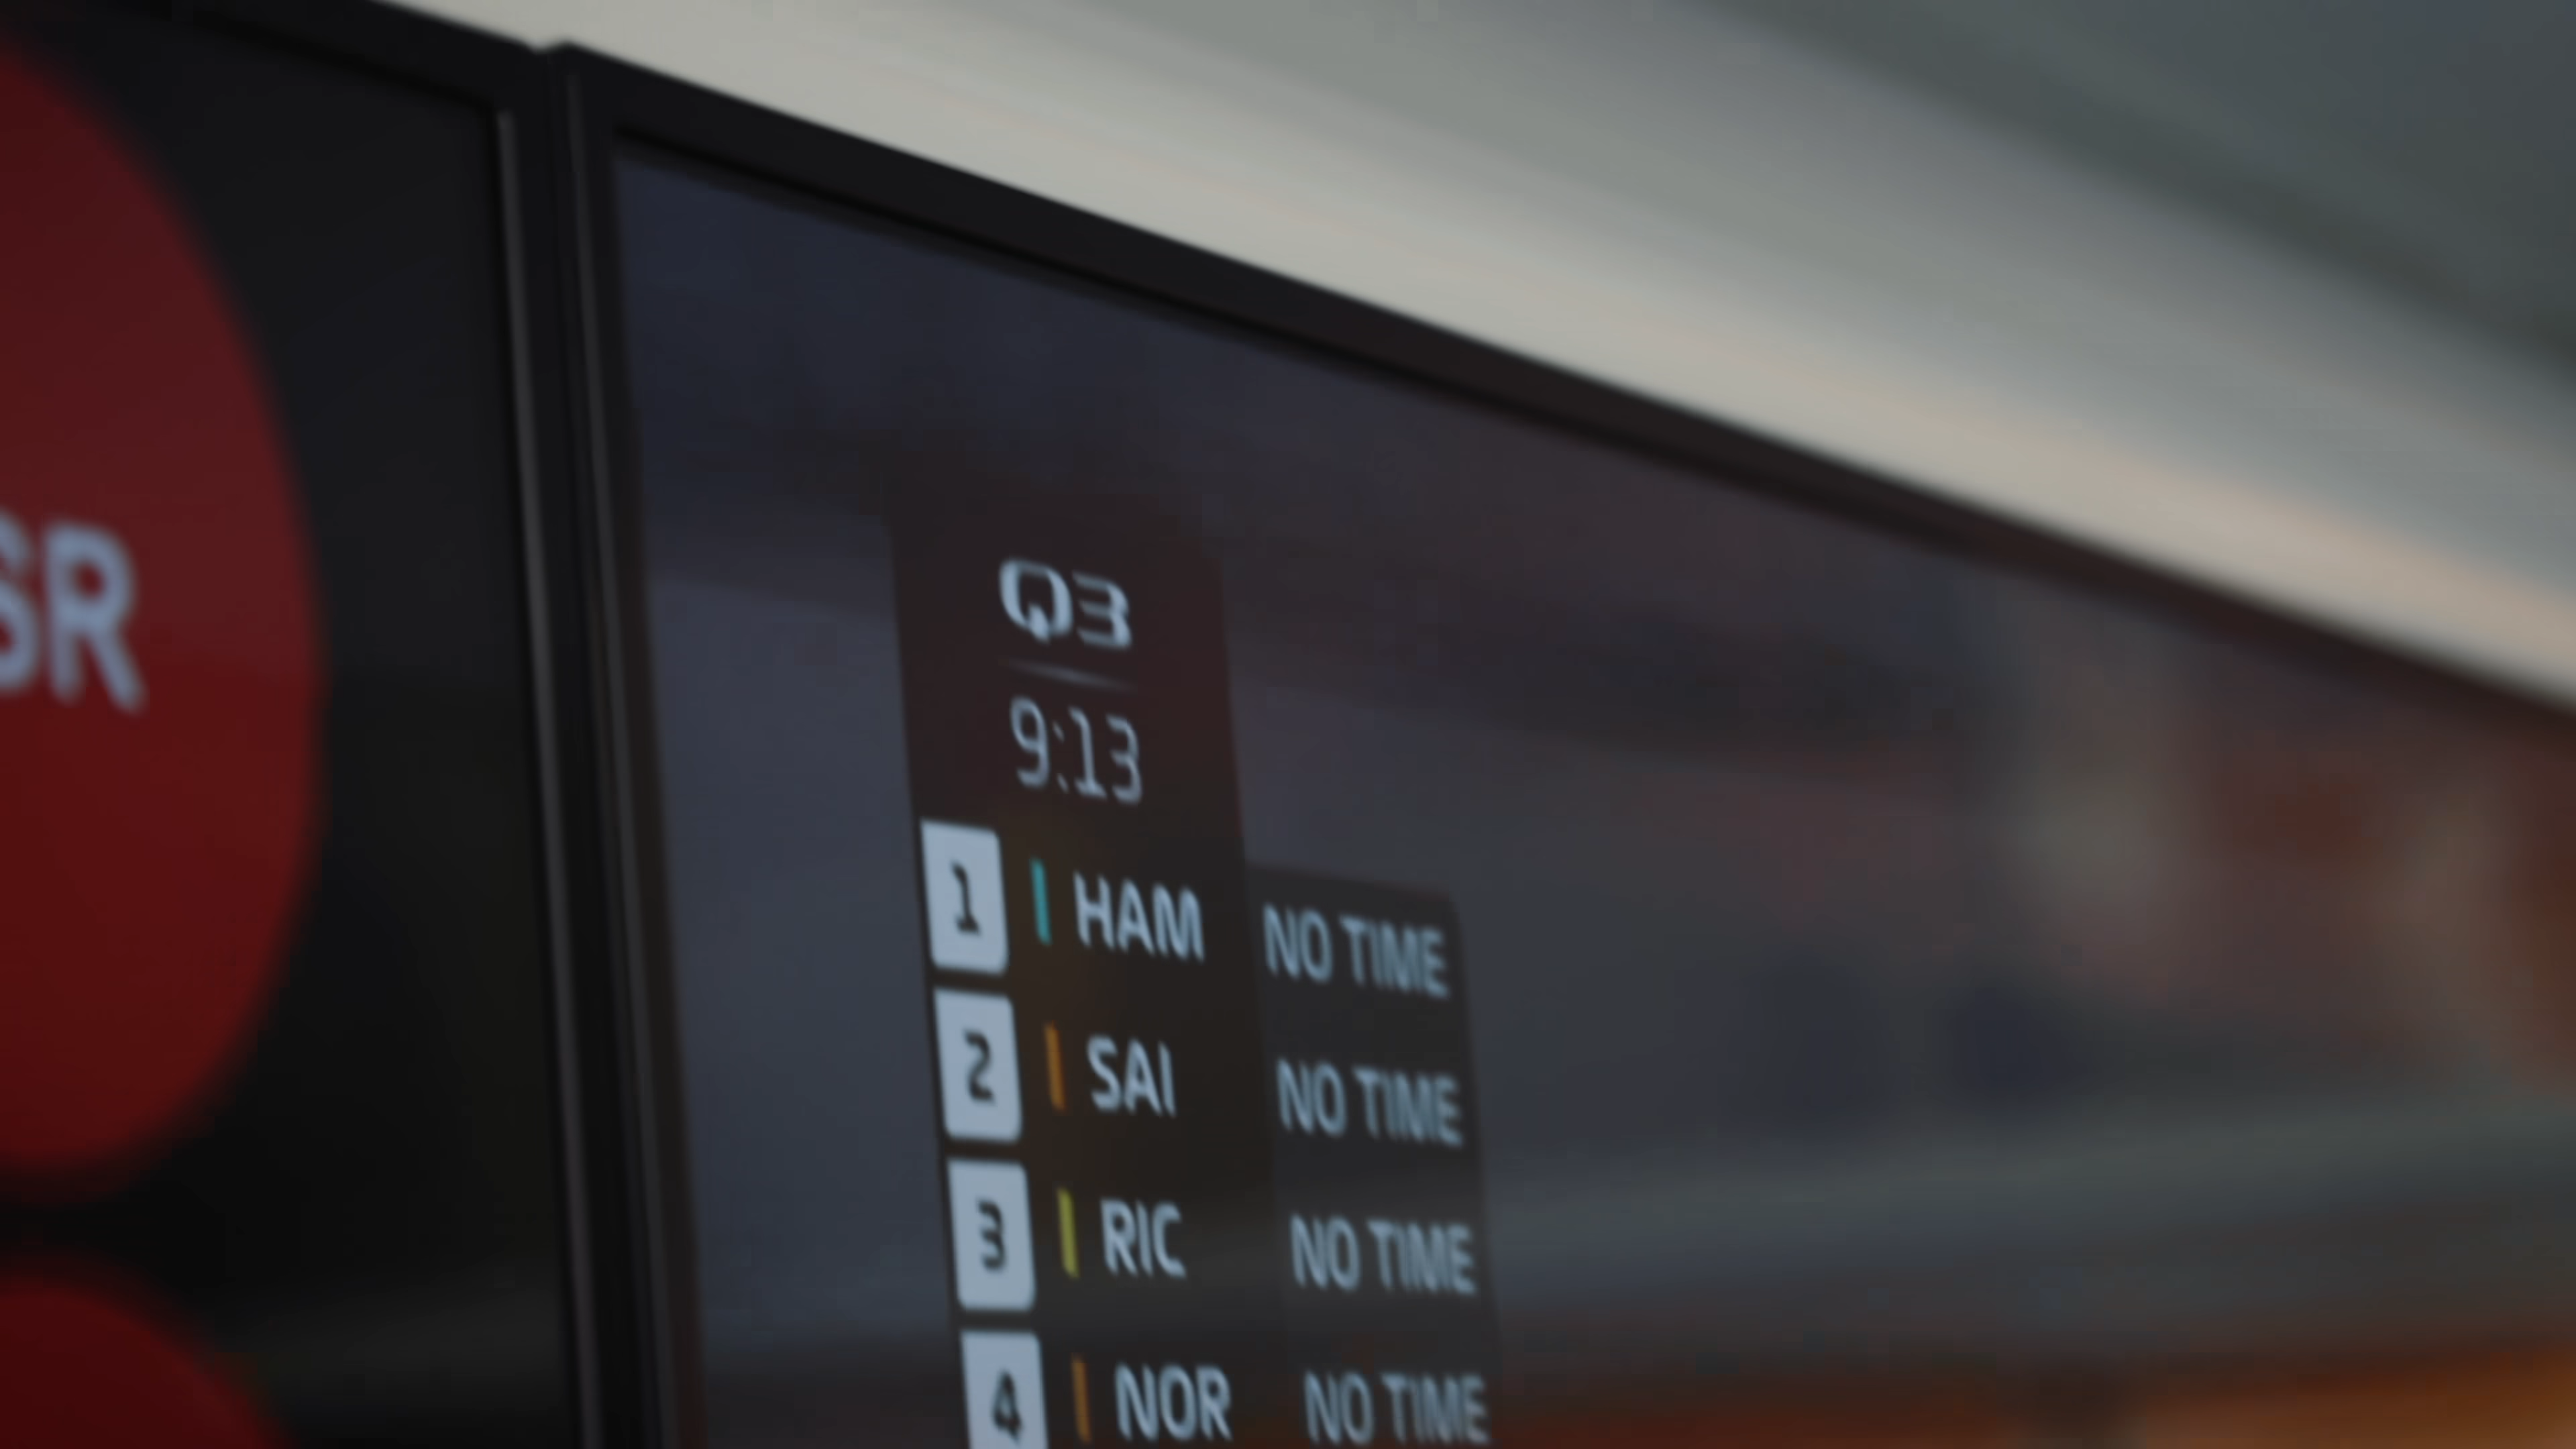 SR
Q3
9:13
1 HAM NO TIME
2 SAI NO TIME
3 RIC NO TIME
4 NOR NO TIME